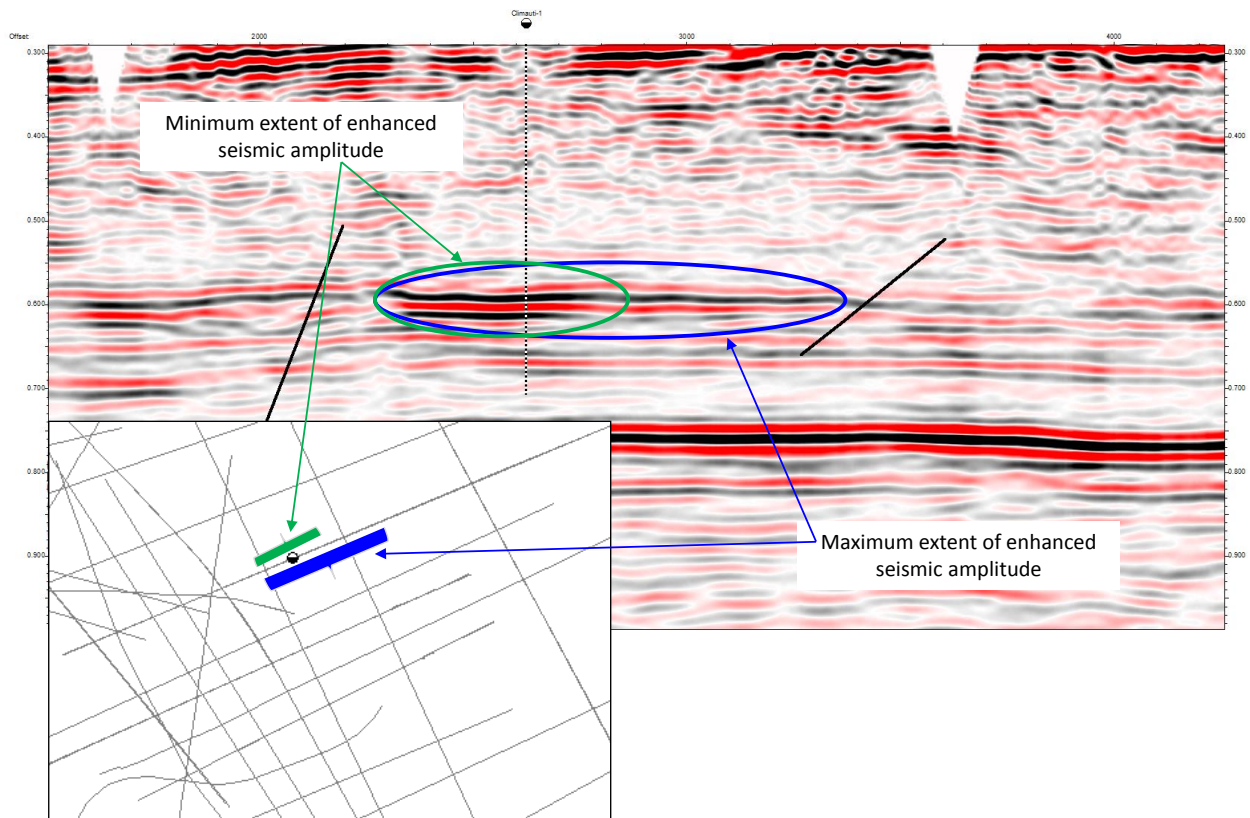 Climauti-1
Offset:
2000
3000
4000
0.300
0.300
Minimum extent of enhanced
seismic amplitude
0.400
0.400
0.500
0.500
0.600
0.600
0.700
0.700
0.800
0.800
0.900
0.900
Maximum extent of enhanced
seismic amplitude